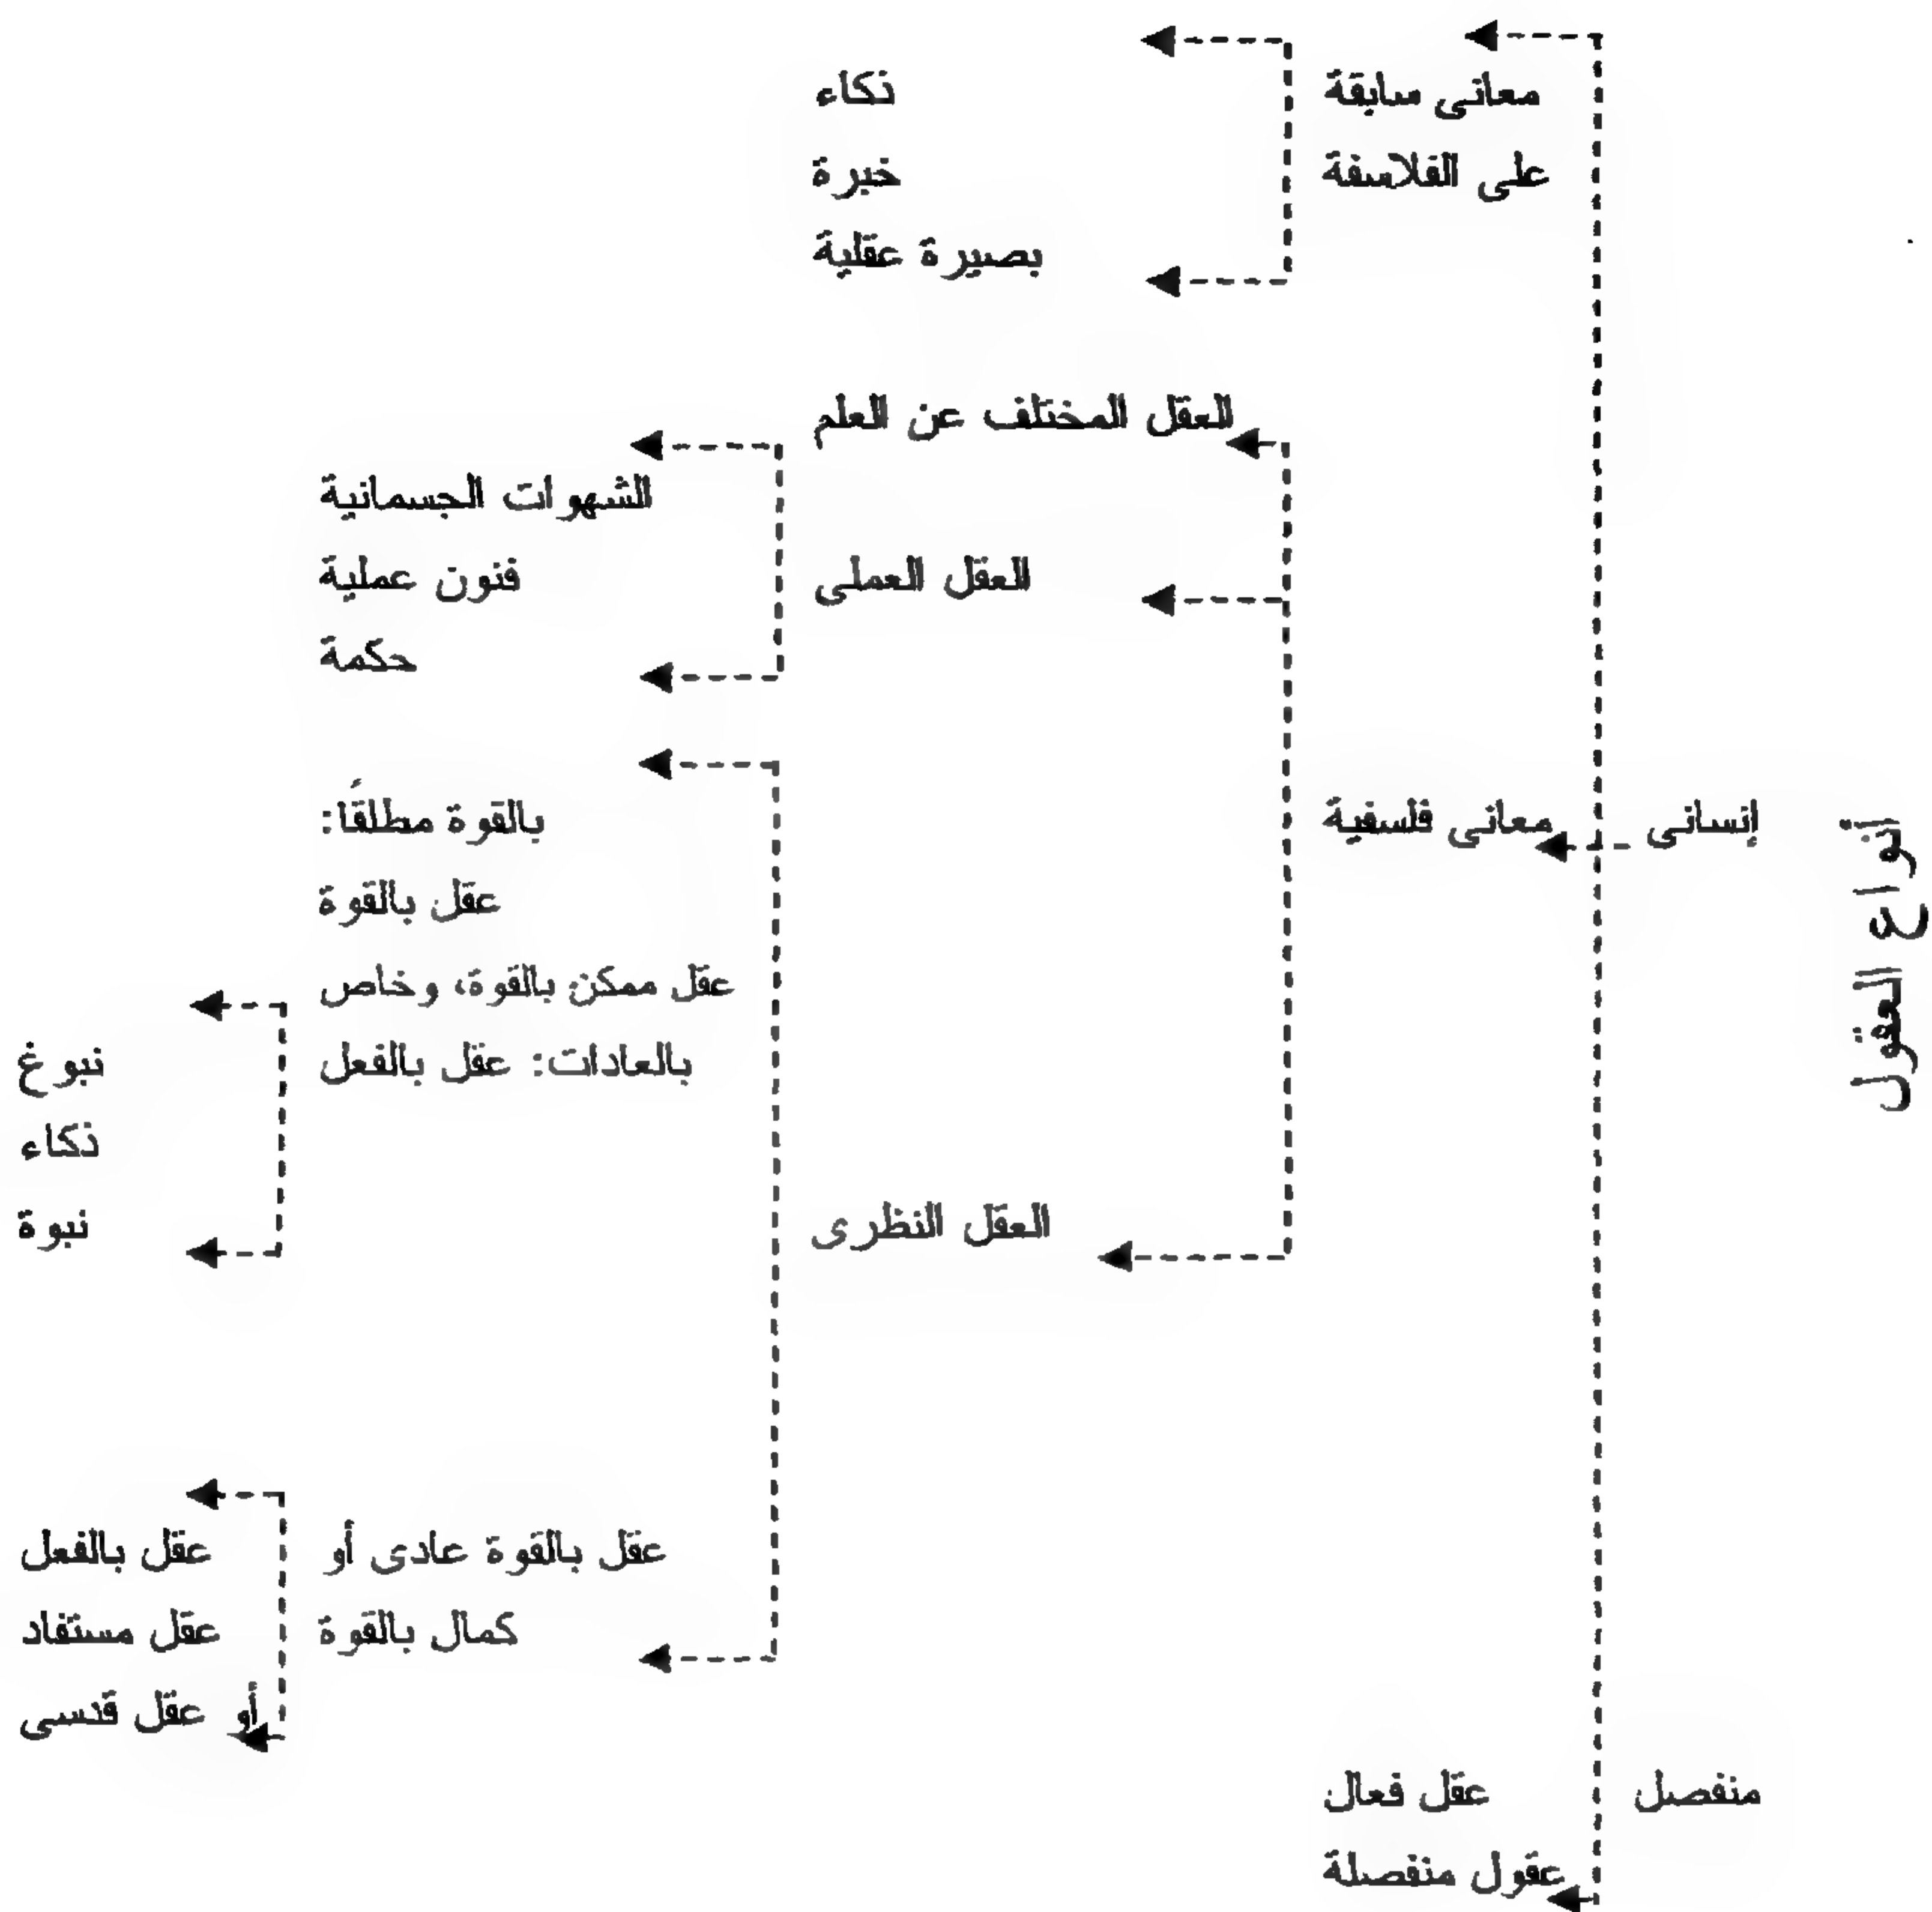 أنواع العقول
إنسانى
معانى سابقة
على الفلاسفة
ذكاء
خبرة
بصيرة عقلية
معانى فلسفية
العقل المختلف عن العلم
العقل العملى
الشهوات الجسمانية
فنون عملية
حكمة
العقل النظرى
بالقوة مطلقًا:
عقل بالقوة
عقل ممكن بالقوة، وخاص
بالعادات: عقل بالفعل
نبوغ
ذكاء
نبوة
عقل بالقوة عادى أو
كمال بالقوة
عقل بالفعل
عقل مستفاد
أو عقل قدسى
منفصل
عقل فعال
عقول منفصلة